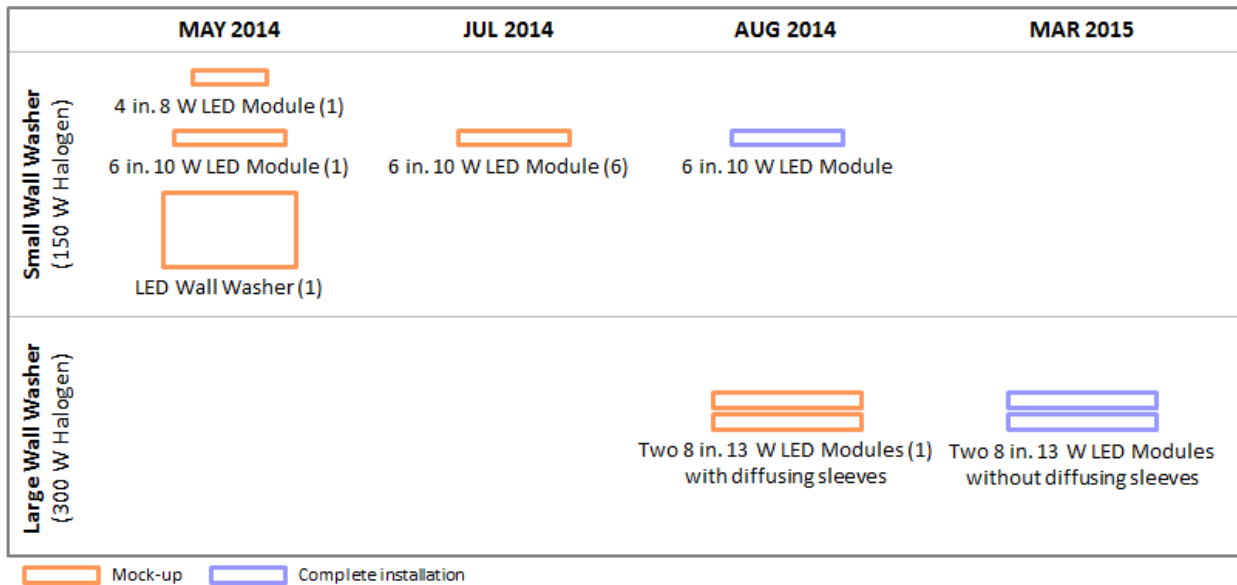 MAY 2014 JUL 2014 AUG 2014 MAR 2015
Small Wall Washer
(150 W Halogen)
4 in. 8 W LED Module (1)
6 in. 10 W LED Module (1) 6 in. 10 W LED Module (6) 6 in. 10 W LED Module
LED Wall Washer (1)
Large Wall Washer
(300 W Halogen)
Two 8 in. 13 W LED Modules (1) Two 8 in. 13 W LED Modules
with diffusing sleeves without diffusing sleeves
Mock-up Complete installation